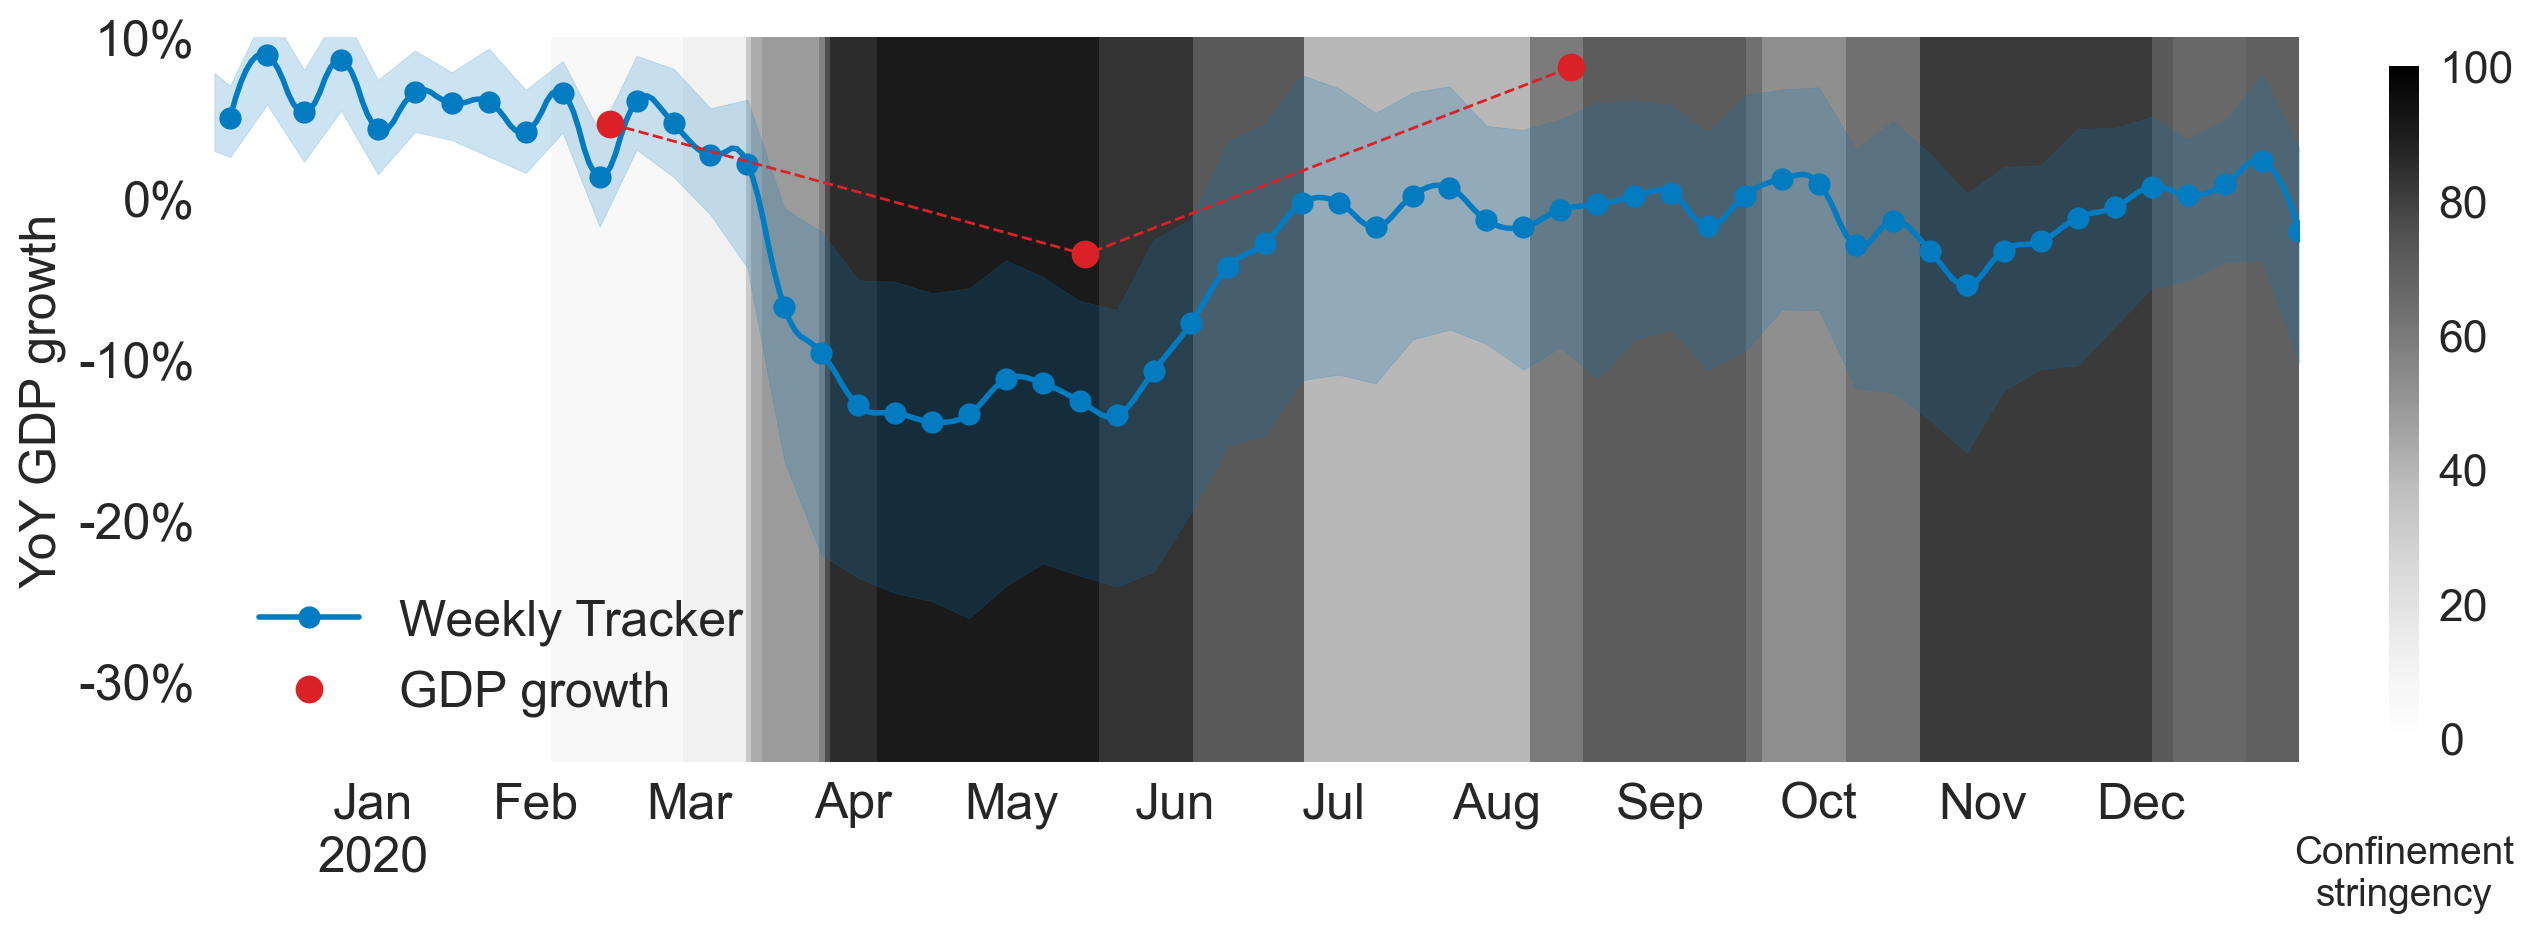 10%
0%
-10%
-20%
-30%
YoY GDP growth
Weekly Tracker
GDP growth
Jan
2020
Feb
Mar
Apr
May
Jun
Jul
Aug
Sep
Oct
Nov
Dec
100
80
60
40
20
0
Confinement
stringency